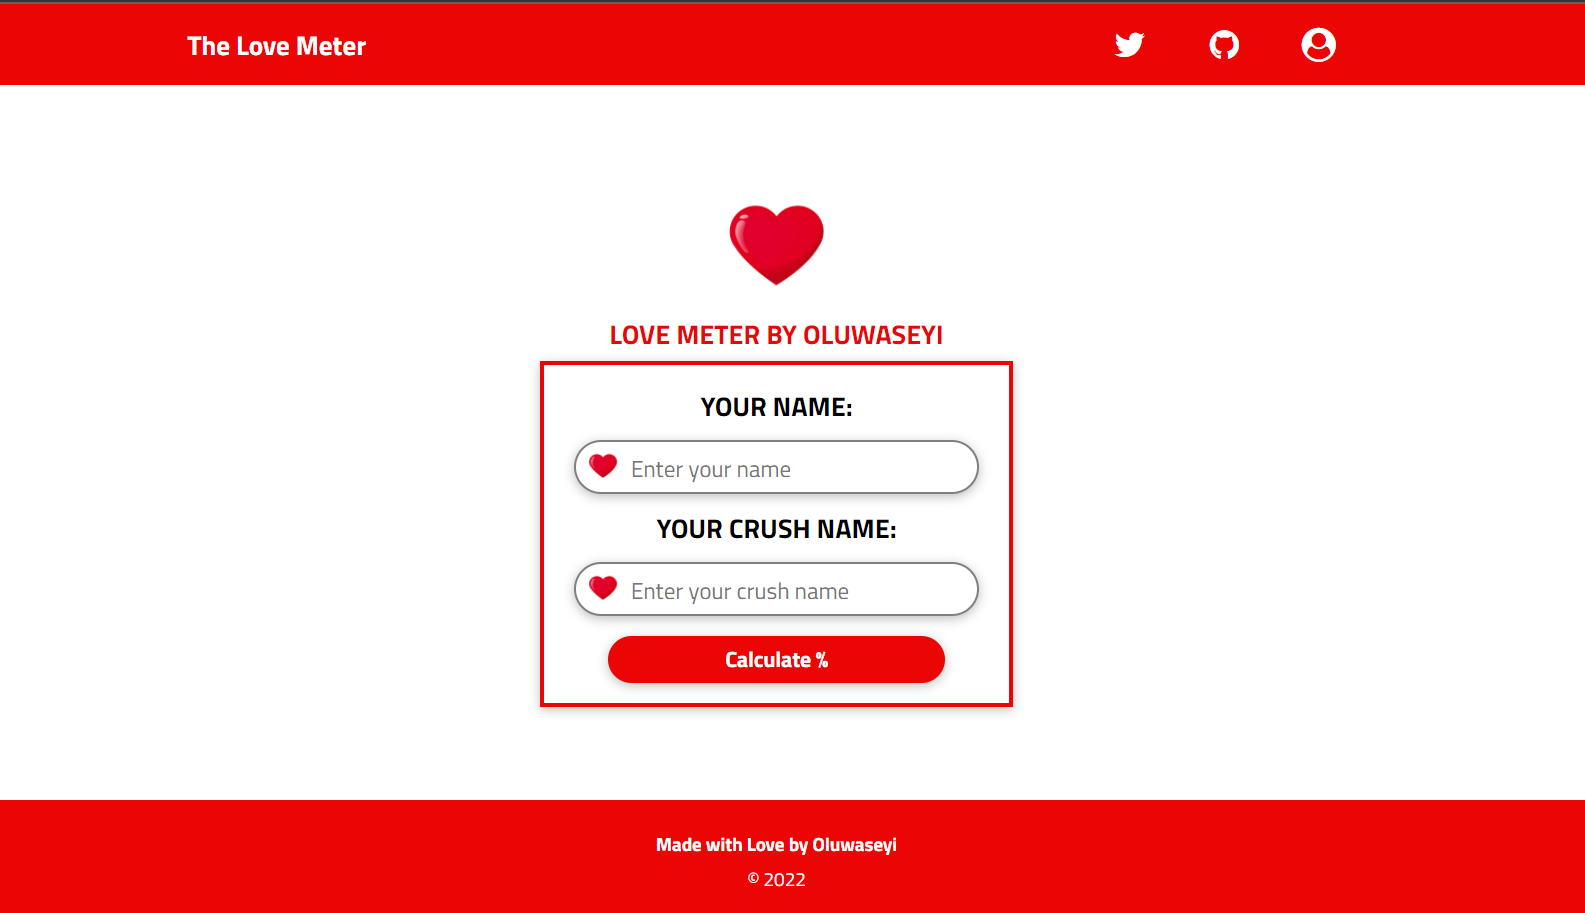 The Love Meter
LOVE METER BY OLUWASEYI
YOUR NAME:
Enter your name
YOUR CRUSH NAME:
Enter your crush name
Calculate %
Made with Love by Oluwaseyi
© 2022